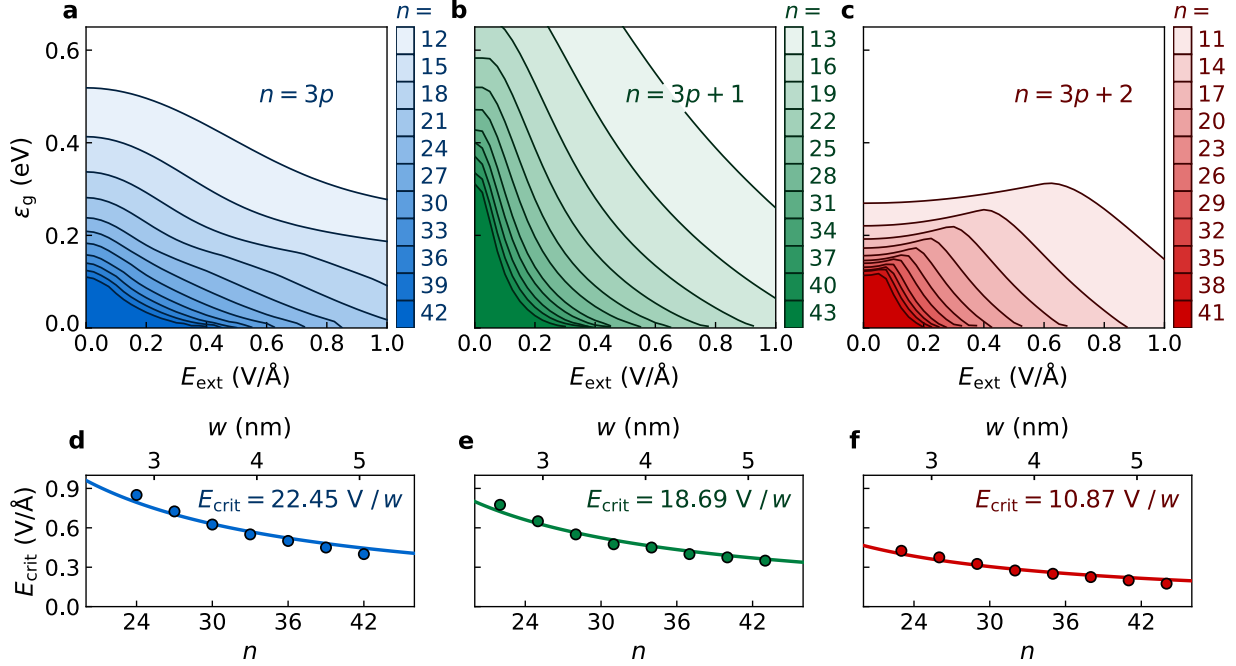 a
n =
b
n =
c
n =
0.6
0.4
0.2
0.0
ε_g (eV)
n = 3p
12
15
18
21
24
27
30
33
36
39
42
n = 3p + 1
13
16
19
22
25
28
31
34
37
40
43
n = 3p + 2
11
14
17
20
23
26
29
32
35
38
41
0.0 0.2 0.4 0.6 0.8 1.0
0.0 0.2 0.4 0.6 0.8 1.0
0.0 0.2 0.4 0.6 0.8 1.0
E_ext (V/Å)
E_ext (V/Å)
E_ext (V/Å)
d
w (nm)
3 4 5
E_crit = 22.45 V / w
0.9
0.6
0.3
0.0
E_crit (V/Å)
24 30 36 42
n
e
w (nm)
3 4 5
E_crit = 18.69 V / w
24 30 36 42
n
f
w (nm)
3 4 5
E_crit = 10.87 V / w
24 30 36 42
n